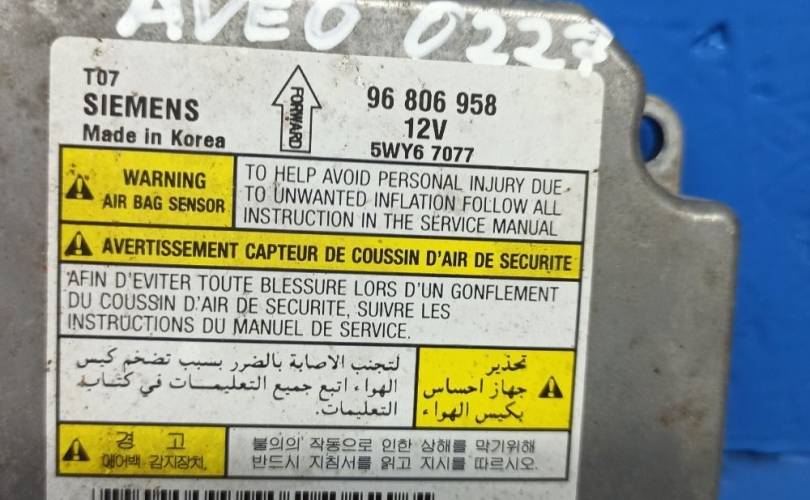 AVEO 0227
T07
SIEMENS
Made in Korea
FORWARD
96 806 958
12V
5WY6 7077
WARNING
AIR BAG SENSOR
TO HELP AVOID PERSONAL INJURY DUE
TO UNWANTED INFLATION FOLLOW ALL
INSTRUCTION IN THE SERVICE MANUAL
AVERTISSEMENT CAPTEUR DE COUSSIN D'AIR DE SECURITE
AFIN D'EVITER TOUTE BLESSURE LORS D'UN GONFLEMENT
DU COUSSIN D'AIR DE SECURITE, SUIVRE LES
INSTRUCTIONS DU MANUEL DE SERVICE.
تحذير
جهاز احساس
بكيس الهواء
لتجنب الاصابة بالضرر بسبب تضخم كيس
الهواء اتبع جميع التعليمات في كتاب
التعليمات.
경 고
에어백 감지장치.
불의의 작동으로 인한 상해를 막기위해
반드시 지침서를 읽고 지시를 따르시오.